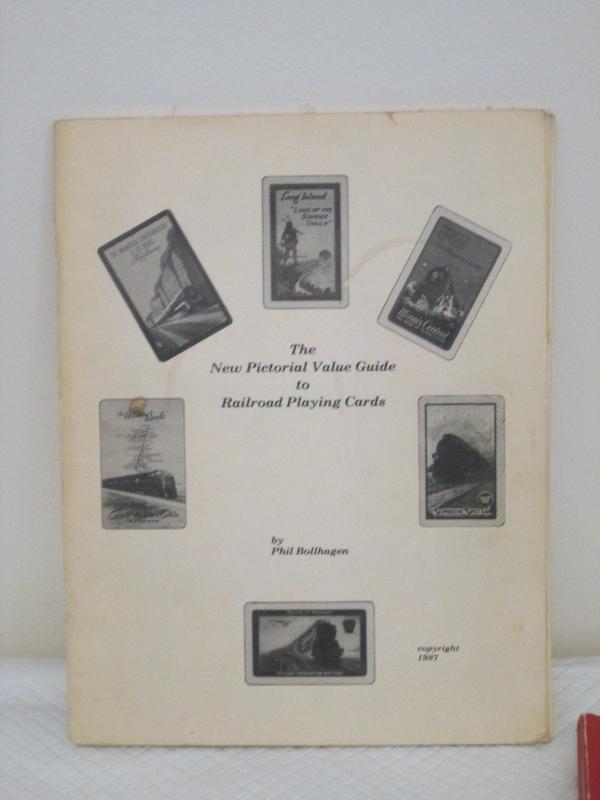 Long Island
"LAND OF THE
SUNRISE
TRAILS"
Illinois Central
The
New Pictorial Value Guide
to
Railroad Playing Cards
by
Phil Bollhagen
copyright
1987